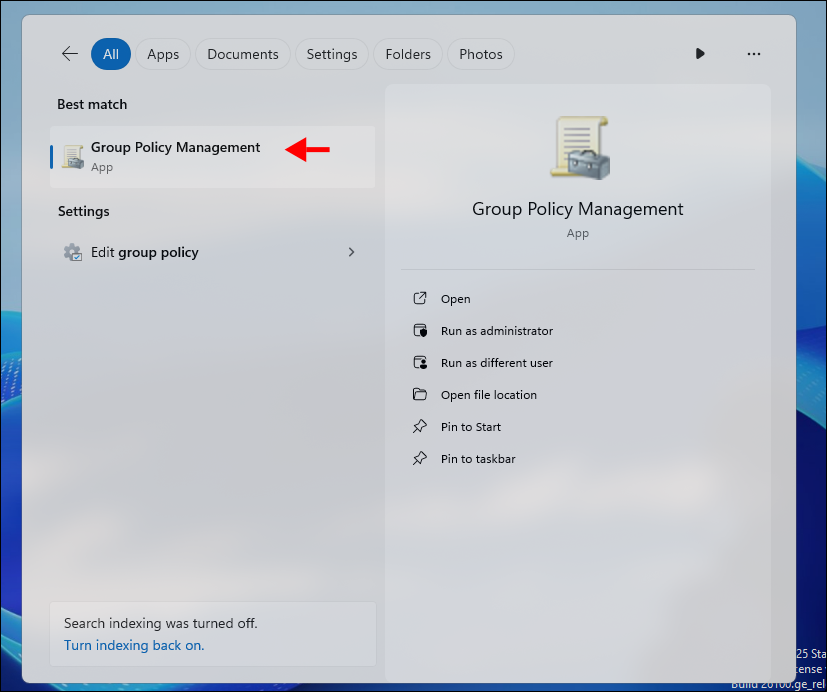 All
Apps
Documents
Settings
Folders
Photos
Best match
Group Policy Management
App
Settings
Edit group policy
Search indexing was turned off.
Turn indexing back on.
Group Policy Management
App
Open
Run as administrator
Run as different user
Open file location
Pin to Start
Pin to taskbar
25 Sta
cense
Build 26100.ge_rel